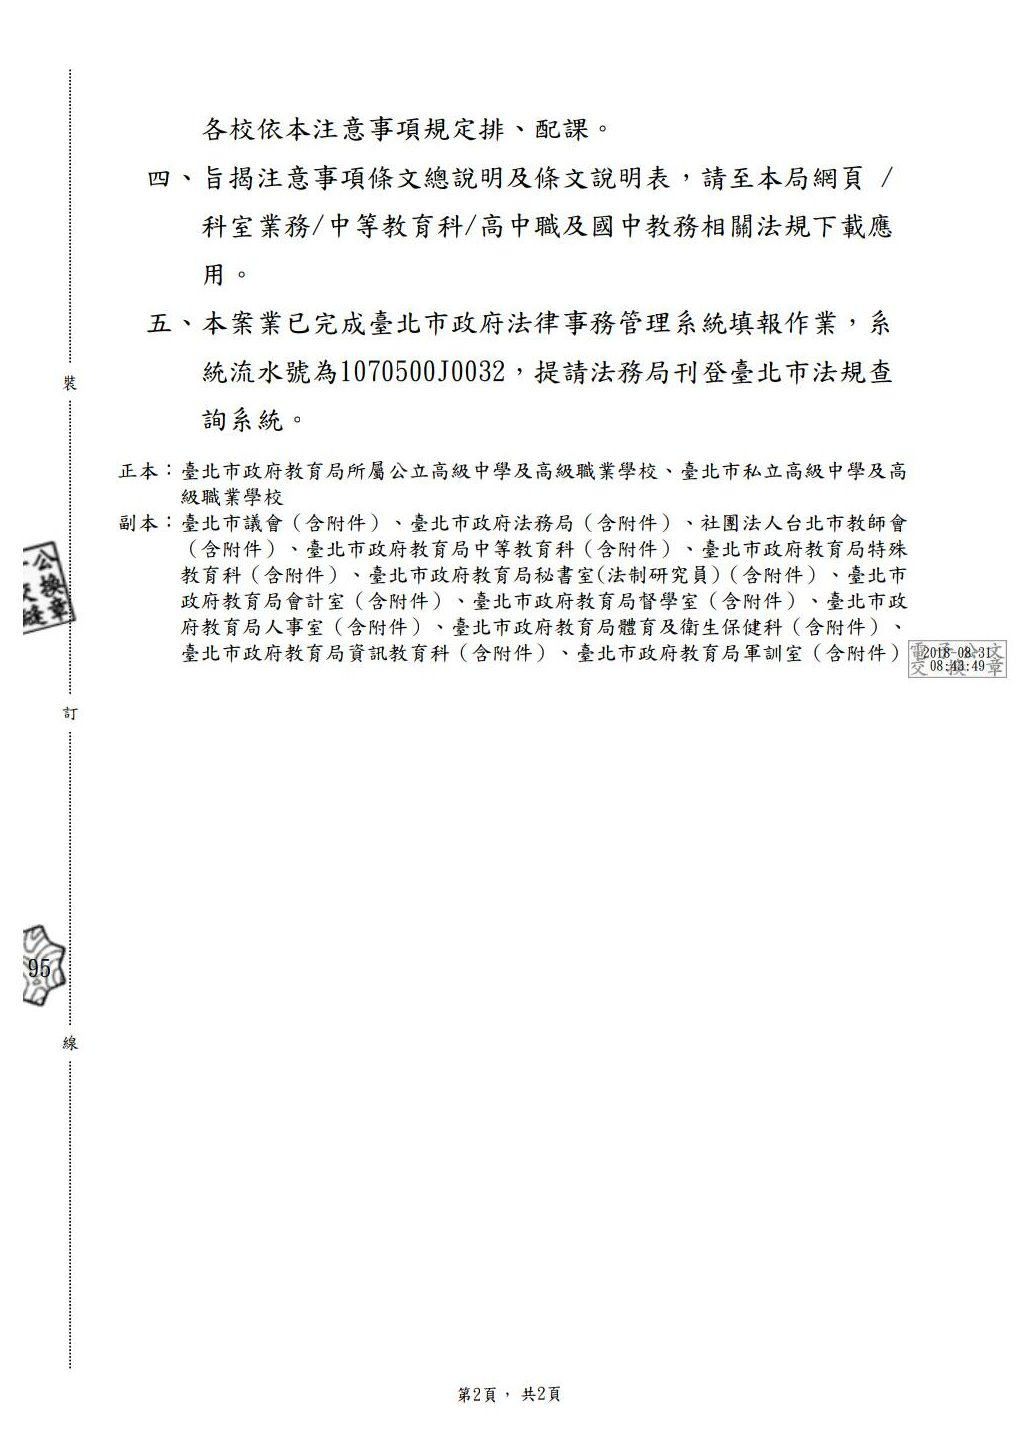 各校依本注意事項規定排、配課。
四、旨揭注意事項條文總說明及條文說明表，請至本局網頁 /
科室業務/中等教育科/高中職及國中教務相關法規下載應
用。
五、本案業已完成臺北市政府法律事務管理系統填報作業，系
統流水號為1070500J0032，提請法務局刊登臺北市法規查
詢系統。
裝
正本：臺北市政府教育局所屬公立高級中學及高級職業學校、臺北市私立高級中學及高
級職業學校
副本：臺北市議會（含附件）、臺北市政府法務局（含附件）、社團法人台北市教師會
（含附件）、臺北市政府教育局中等教育科（含附件）、臺北市政府教育局特殊
教育科（含附件）、臺北市政府教育局秘書室(法制研究員)（含附件）、臺北市
政府教育局會計室（含附件）、臺北市政府教育局督學室（含附件）、臺北市政
府教育局人事室（含附件）、臺北市政府教育局體育及衛生保健科（含附件）、
臺北市政府教育局資訊教育科（含附件）、臺北市政府教育局軍訓室（含附件）
電子公文
交換章
2018-08-31
08:43:49
公
換
章
訂
95
線
第2頁， 共2頁